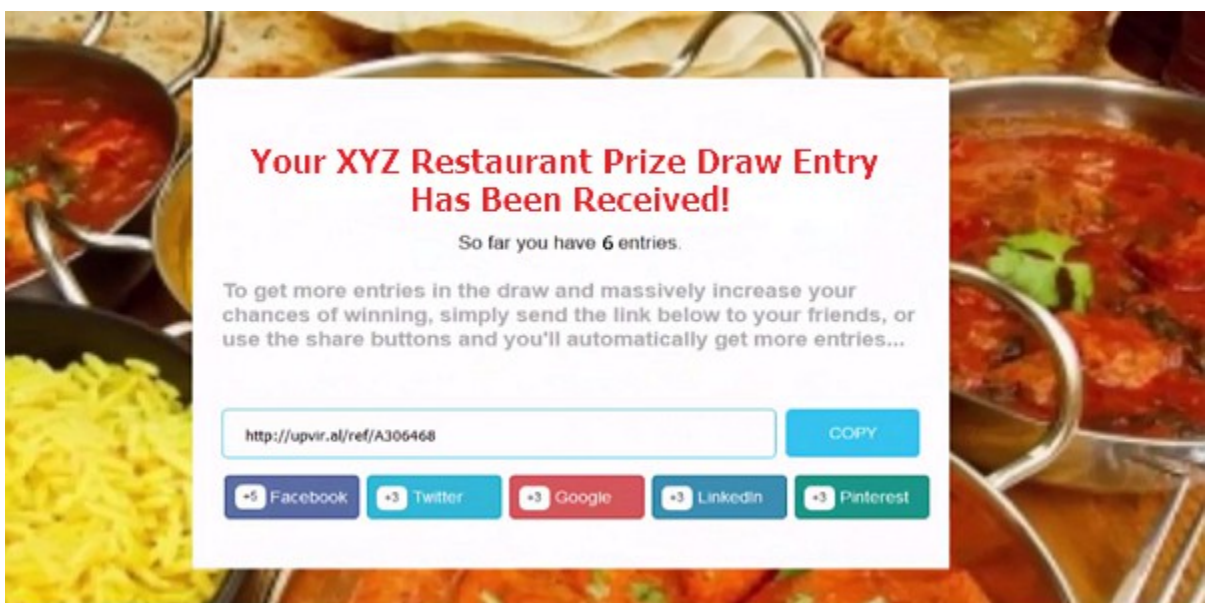 Your XYZ Restaurant Prize Draw Entry
Has Been Received!
So far you have 6 entries.
To get more entries in the draw and massively increase your
chances of winning, simply send the link below to your friends, or
use the share buttons and you'll automatically get more entries...
http://upvir.al/ref/A306468
COPY
+5 Facebook +3 Twitter +3 Google +3 LinkedIn +3 Pinterest